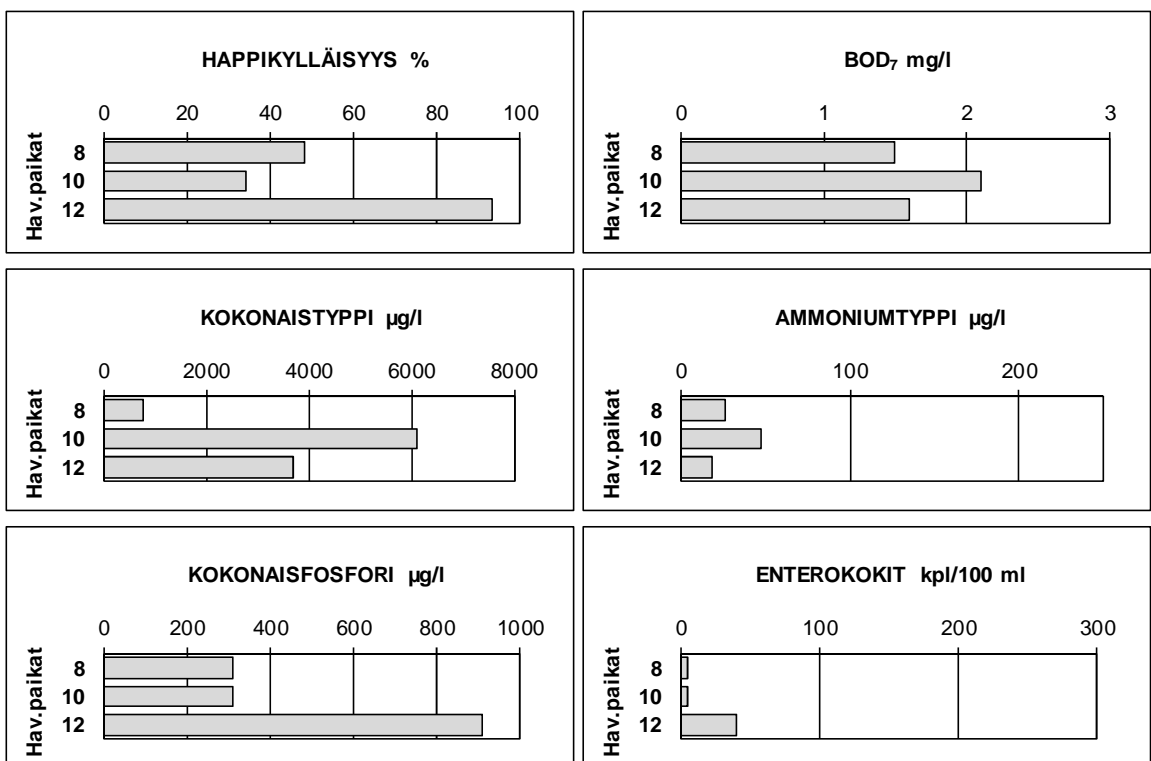 HAPPIKYLLÄISYYS %
0 20 40 60 80 100
Hav.paikat
8
10
12
BOD₇ mg/l
0 1 2 3
Hav.paikat
8
10
12
KOKONAISTYPPI µg/l
0 2000 4000 6000 8000
Hav.paikat
8
10
12
AMMONIUMTYPPI µg/l
0 100 200
Hav.paikat
8
10
12
KOKONAISFOSFORI µg/l
0 200 400 600 800 1000
Hav.paikat
8
10
12
ENTEROKOKIT kpl/100 ml
0 100 200 300
Hav.paikat
8
10
12